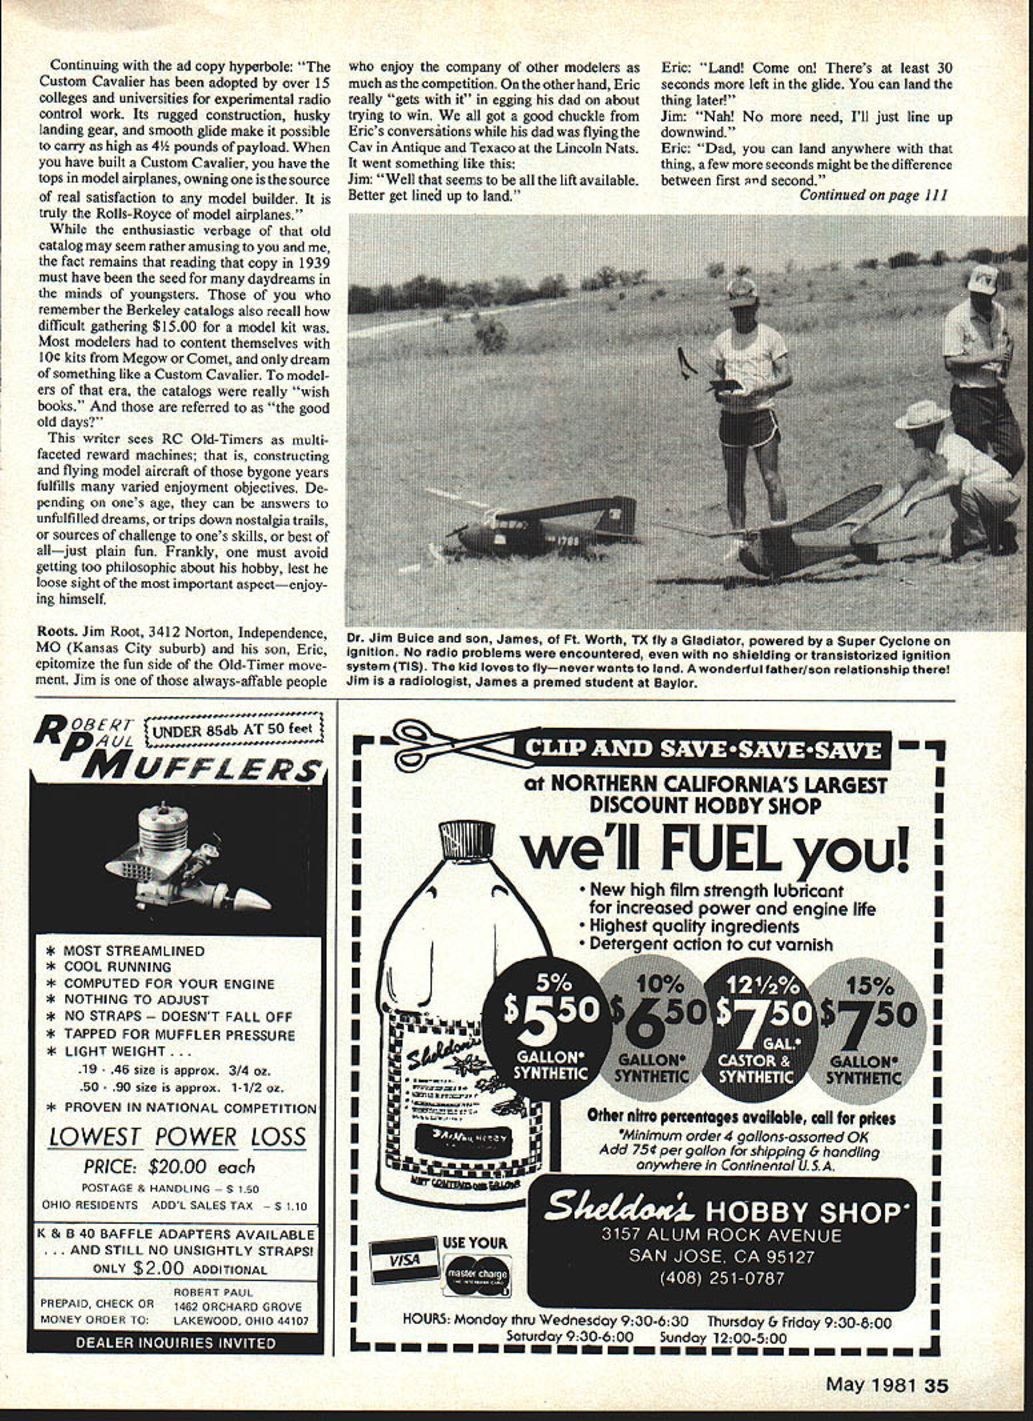 Continuing with the ad copy hyperbole: "The
Custom Cavalier has been adopted by over 15
colleges and universities for experimental radio
control work. Its rugged construction, husky
landing gear, and smooth glide make it possible
to carry as high as 4½ pounds of payload. When
you have built a Custom Cavalier, you have the
tops in model airplanes, owning one is the source
of real satisfaction to any model builder. It is
truly the Rolls-Royce of model airplanes."
While the enthusiastic verbage of that old
catalog may seem rather amusing to you and me,
the fact remains that reading that copy in 1939
must have been the seed for many daydreams in
the minds of youngsters. Those of you who
remember the Berkeley catalogs also recall how
difficult gathering $15.00 for a model kit was.
Most modelers had to content themselves with
10¢ kits from Megow or Comet, and only dream
of something like a Custom Cavalier. To model-
ers of that era, the catalogs were really "wish
books." And those are referred to as "the good
old days?"
This writer sees RC Old-Timers as multi-
faceted reward machines; that is, constructing
and flying model aircraft of those bygone years
fulfills many varied enjoyment objectives. De-
pending on one's age, they can be answers to
unfulfilled dreams, or trips down nostalgia trails,
or sources of challenge to one's skills, or best of
all—just plain fun. Frankly, one must avoid
getting too philosophic about his hobby, lest he
loose sight of the most important aspect—enjoy-
ing himself.
Roots. Jim Root, 3412 Norton, Independence,
MO (Kansas City suburb) and his son, Eric,
epitomize the fun side of the Old-Timer move-
ment. Jim is one of those always-affable people
who enjoy the company of other modelers as
much as the competition. On the other hand, Eric
really "gets with it" in egging his dad on about
trying to win. We all got a good chuckle from
Eric's conversations while his dad was flying the
Cav in Antique and Texaco at the Lincoln Nats.
It went something like this:
Jim: "Well that seems to be all the lift available.
Better get lined up to land."
Eric: "Land! Come on! There's at least 30
seconds more left in the glide. You can land the
thing later!"
Jim: "Nah! No more need, I'll just line up
downwind."
Eric: "Dad, you can land anywhere with that
thing, a few more seconds might be the difference
between first and second."
Continued on page 111
Dr. Jim Buice and son, James, of Ft. Worth, TX fly a Gladiator, powered by a Super Cyclone on
ignition. No radio problems were encountered, even with no shielding or transistorized ignition
system (TIS). The kid loves to fly—never wants to land. A wonderful father/son relationship there!
Jim is a radiologist, James a premed student at Baylor.
ROBERT
PAUL
MUFFLERS
UNDER 85db AT 50 feet
* MOST STREAMLINED
* COOL RUNNING
* COMPUTED FOR YOUR ENGINE
* NOTHING TO ADJUST
* NO STRAPS – DOESN'T FALL OFF
* TAPPED FOR MUFFLER PRESSURE
* LIGHT WEIGHT . . .
.19 - .46 size is approx. 3/4 oz.
.50 - .90 size is approx. 1-1/2 oz.
* PROVEN IN NATIONAL COMPETITION
LOWEST POWER LOSS
PRICE: $20.00 each
POSTAGE & HANDLING – $ 1.50
OHIO RESIDENTS ADD'L SALES TAX – $ 1.10
K & B 40 BAFFLE ADAPTERS AVAILABLE
. . . AND STILL NO UNSIGHTLY STRAPS!
ONLY $2.00 ADDITIONAL
PREPAID, CHECK OR
MONEY ORDER TO:
ROBERT PAUL
1462 ORCHARD GROVE
LAKEWOOD, OHIO 44107
DEALER INQUIRIES INVITED
CLIP AND SAVE•SAVE•SAVE
at NORTHERN CALIFORNIA'S LARGEST
DISCOUNT HOBBY SHOP
we'll FUEL you!
• New high film strength lubricant
for increased power and engine life
• Highest quality ingredients
• Detergent action to cut varnish
5%
$5.50
GALLON*
SYNTHETIC
10%
$6.50
GALLON*
SYNTHETIC
12½%
$7.50
GAL.*
CASTOR &
SYNTHETIC
15%
$7.50
GALLON*
SYNTHETIC
Sheldon's
NET CONTENTS ONE GALLON
Other nitro percentages available, call for prices
*Minimum order 4 gallons-assorted OK
Add 75¢ per gallon for shipping & handling
anywhere in Continental U.S.A.
Sheldon's HOBBY SHOP
3157 ALUM ROCK AVENUE
SAN JOSE, CA 95127
(408) 251-0787
VISA
USE YOUR
master charge
HOURS: Monday thru Wednesday 9:30-6:30 Thursday & Friday 9:30-8:00
Saturday 9:30-6:00 Sunday 12:00-5:00
May 1981 35